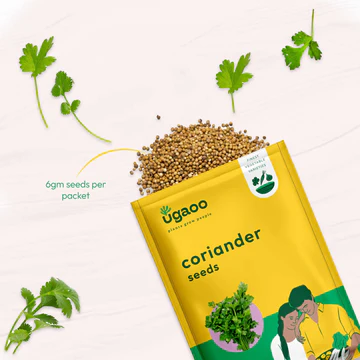 6gm seeds per
packet
ugaoo
plants grow people
coriander
seeds